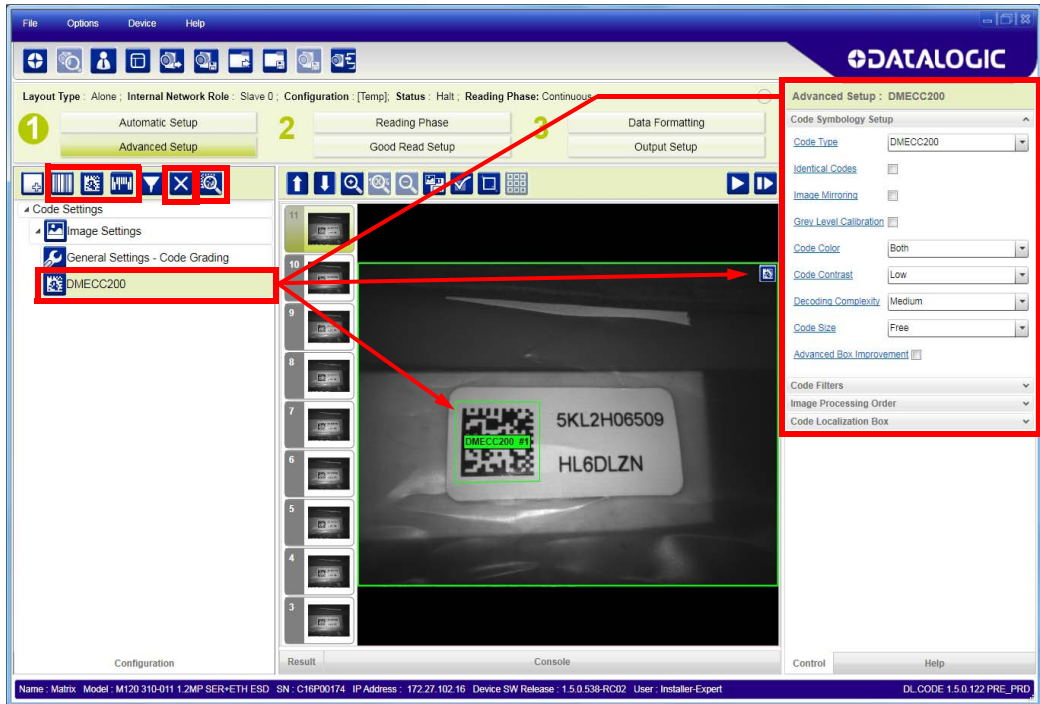 File Options Device Help
DATALOGIC
Layout Type : Alone ; Internal Network Role : Slave 0 ; Configuration : [Temp]; Status : Halt ; Reading Phase: Continuous
1
Automatic Setup
Advanced Setup
2
Reading Phase
Good Read Setup
3
Data Formatting
Output Setup
Code Settings
Image Settings
General Settings - Code Grading
DMECC200
Configuration
11
10
9
8
7
6
5
4
3
DMECC200 #1
5KL2H06509
HL6DLZN
Result Console
Advanced Setup : DMECC200
Code Symbology Setup
Code Type DMECC200
Identical Codes
Image Mirroring
Grey Level Calibration
Code Color Both
Code Contrast Low
Decoding Complexity Medium
Code Size Free
Advanced Box Improvement
Code Filters
Image Processing Order
Code Localization Box
Control Help
Name : Matrix Model : M120 310-011 1.2MP SER+ETH ESD SN : C16P00174 IP Address : 172.27.102.16 Device SW Release : 1.5.0.538-RC02 User : Installer-Expert DL.CODE 1.5.0.122 PRE_PRD